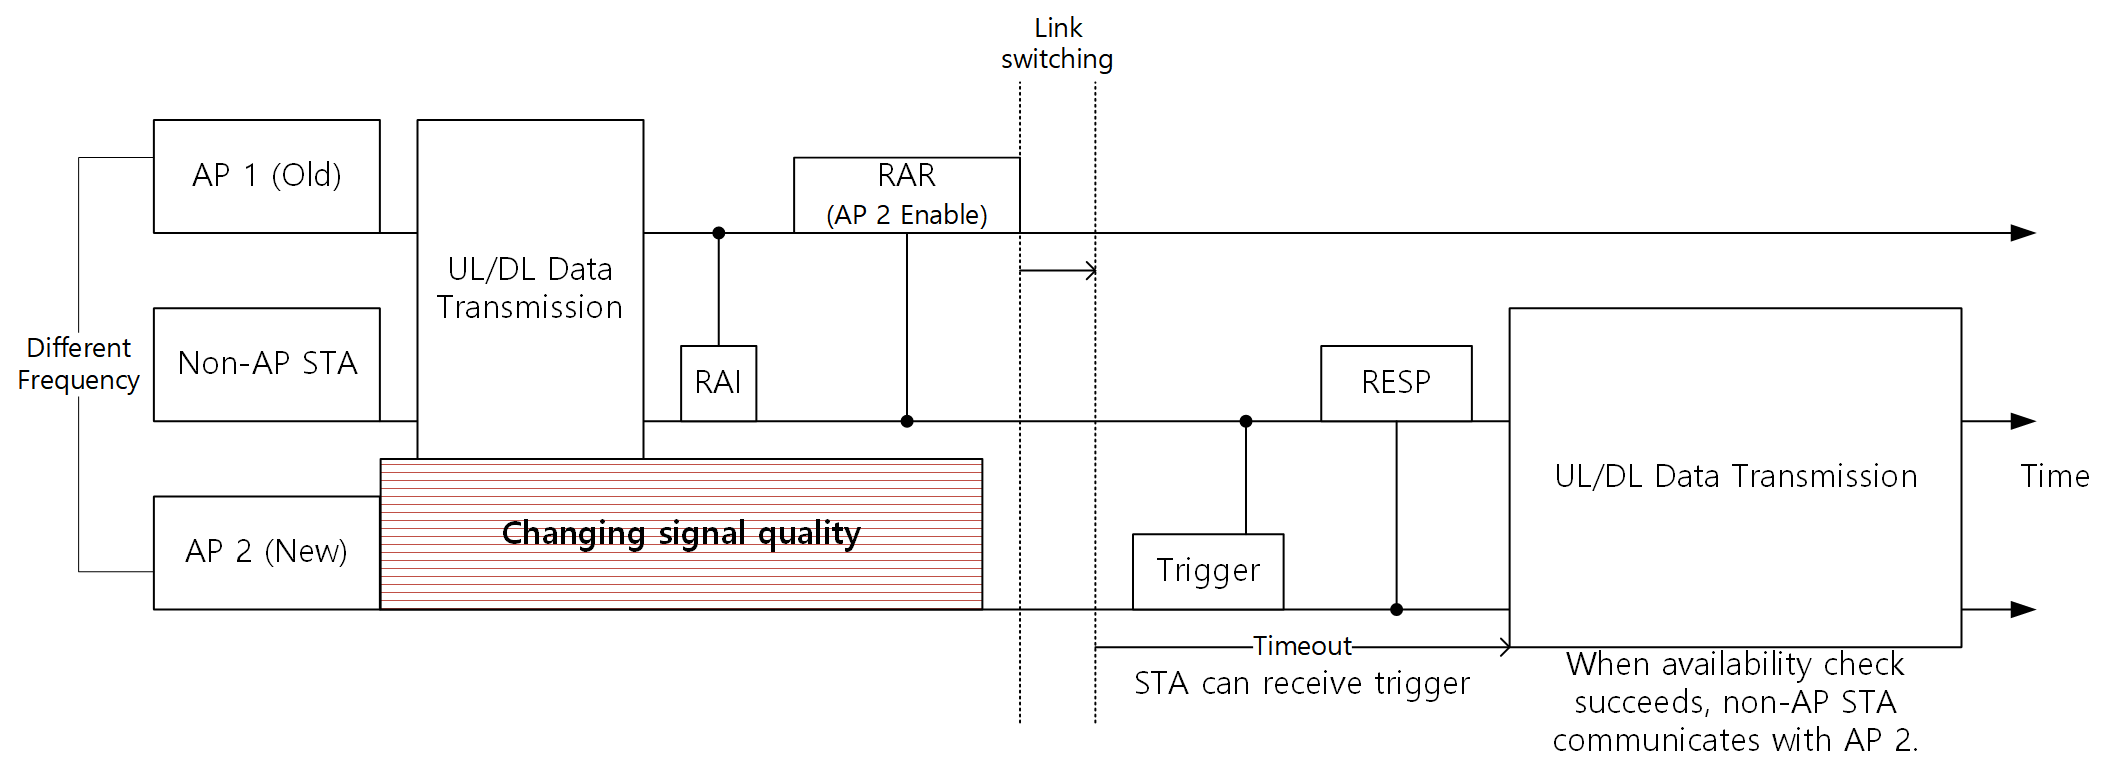 Link
switching
AP 1 (Old)
UL/DL Data
Transmission
RAR
(AP 2 Enable)
Different
Frequency
Non-AP STA
RAI
RESP
UL/DL Data Transmission
Time
AP 2 (New)
Changing signal quality
Trigger
Timeout
STA can receive trigger
When availability check
succeeds, non-AP STA
communicates with AP 2.